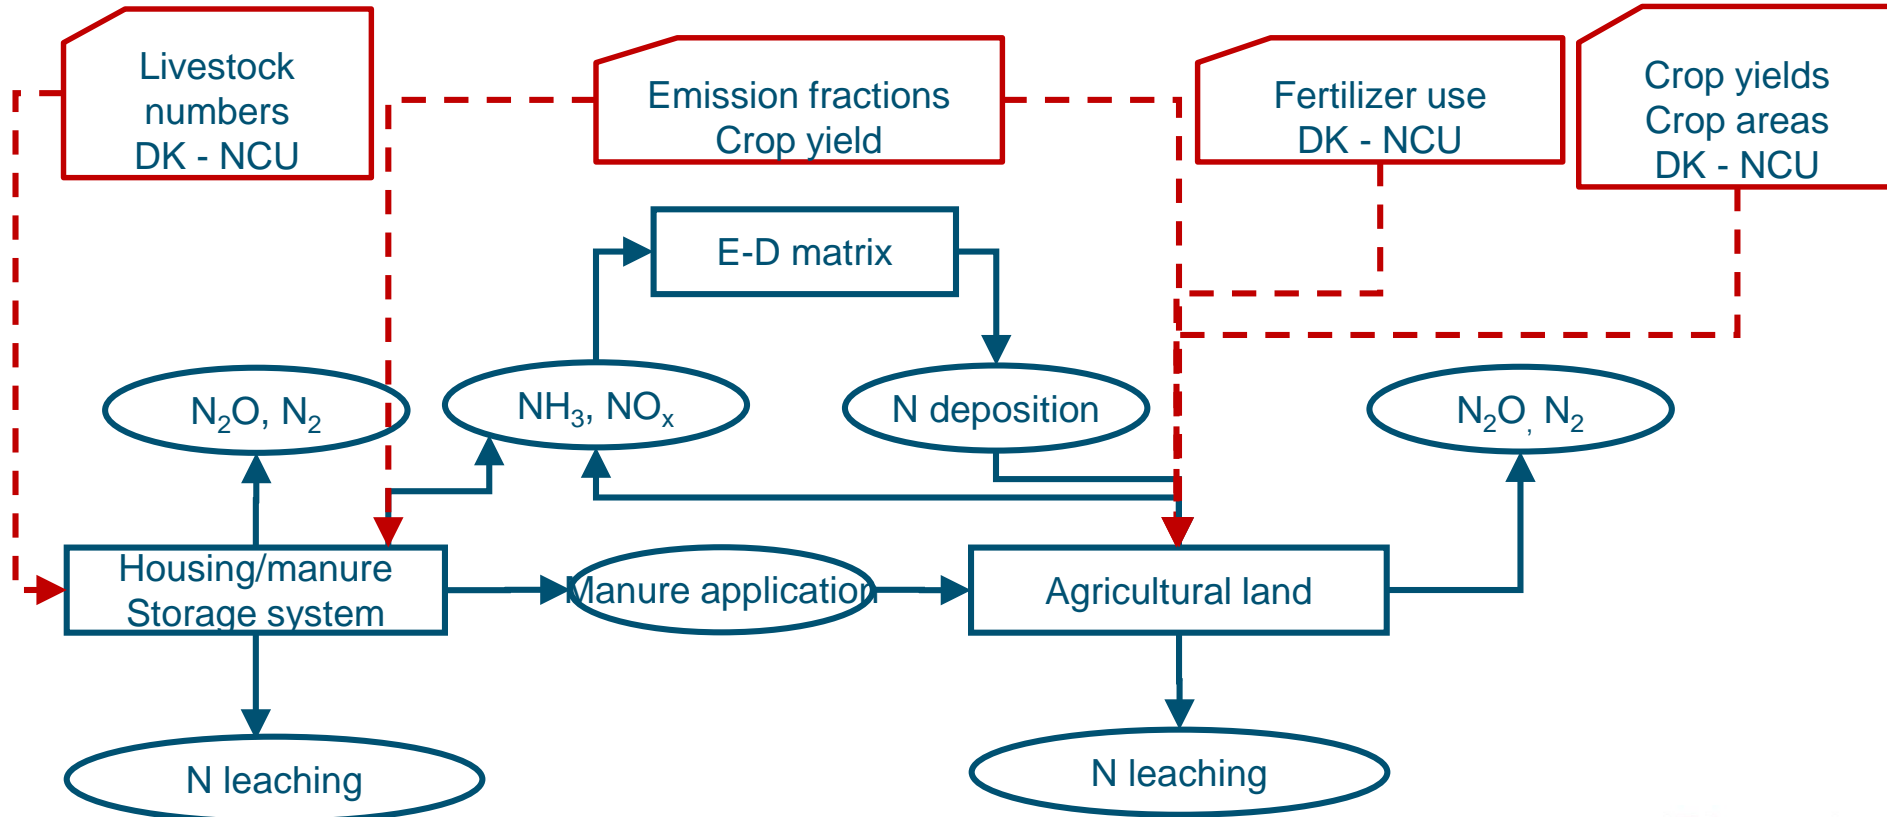 Livestock
numbers
DK - NCU
Emission fractions
Crop yield
Fertilizer use
DK - NCU
Crop yields
Crop areas
DK - NCU
E-D matrix
N₂O, N₂
NH₃, NOₓ
N deposition
N₂O, N₂
Housing/manure
Storage system
Manure application
Agricultural land
N leaching
N leaching